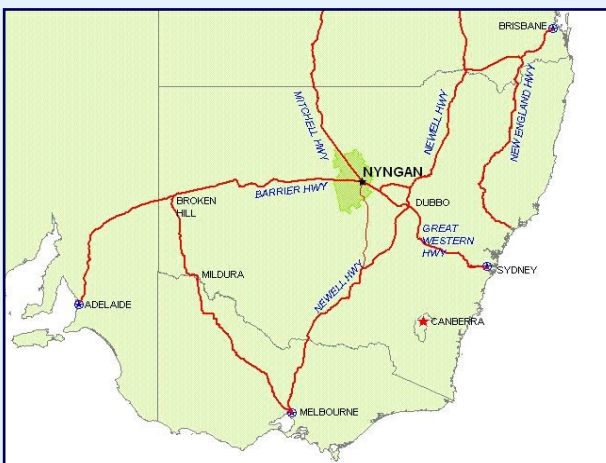 BRISBANE
MITCHELL HWY
NEWELL HWY
NEW ENGLAND HWY
NYNGAN
BARRIER HWY
BROKEN
HILL
DUBBO
GREAT
WESTERN
HWY
SYDNEY
MILDURA
NEWELL HWY
ADELAIDE
CANBERRA
MELBOURNE